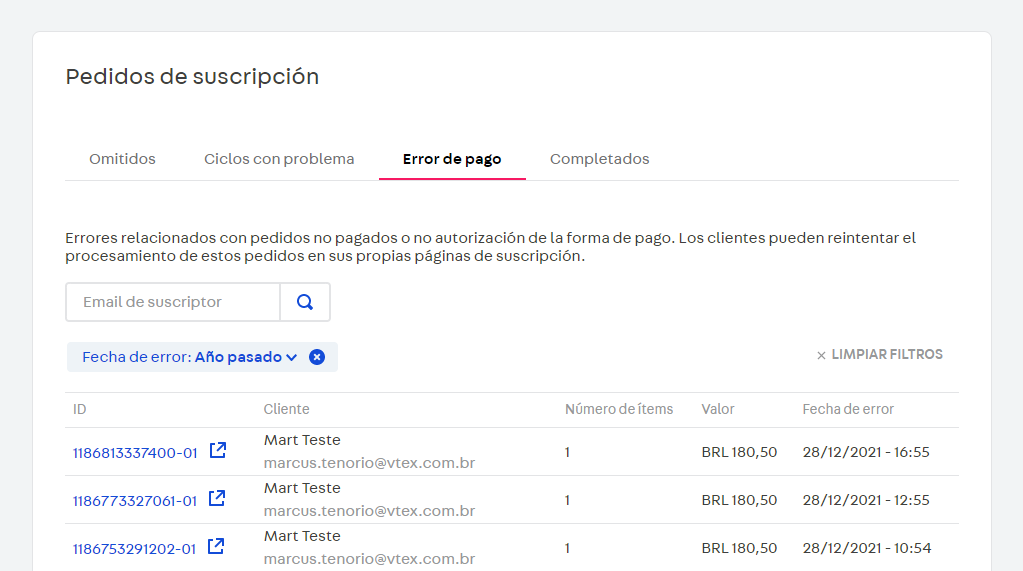 Pedidos de suscripción
Omitidos Ciclos con problema Error de pago Completados
Errores relacionados con pedidos no pagados o no autorización de la forma de pago. Los clientes pueden reintentar el
procesamiento de estos pedidos en sus propias páginas de suscripción.
Email de suscriptor
Fecha de error: Año pasado
LIMPIAR FILTROS
ID Cliente Número de ítems Valor Fecha de error
Mart Teste
1186813337400-01 1 BRL 180,50 28/12/2021 - 16:55
marcus.tenorio@vtex.com.br
Mart Teste
1186773327061-01 1 BRL 180,50 28/12/2021 - 12:55
marcus.tenorio@vtex.com.br
Mart Teste
1186753291202-01 1 BRL 180,50 28/12/2021 - 10:54
marcus.tenorio@vtex.com.br